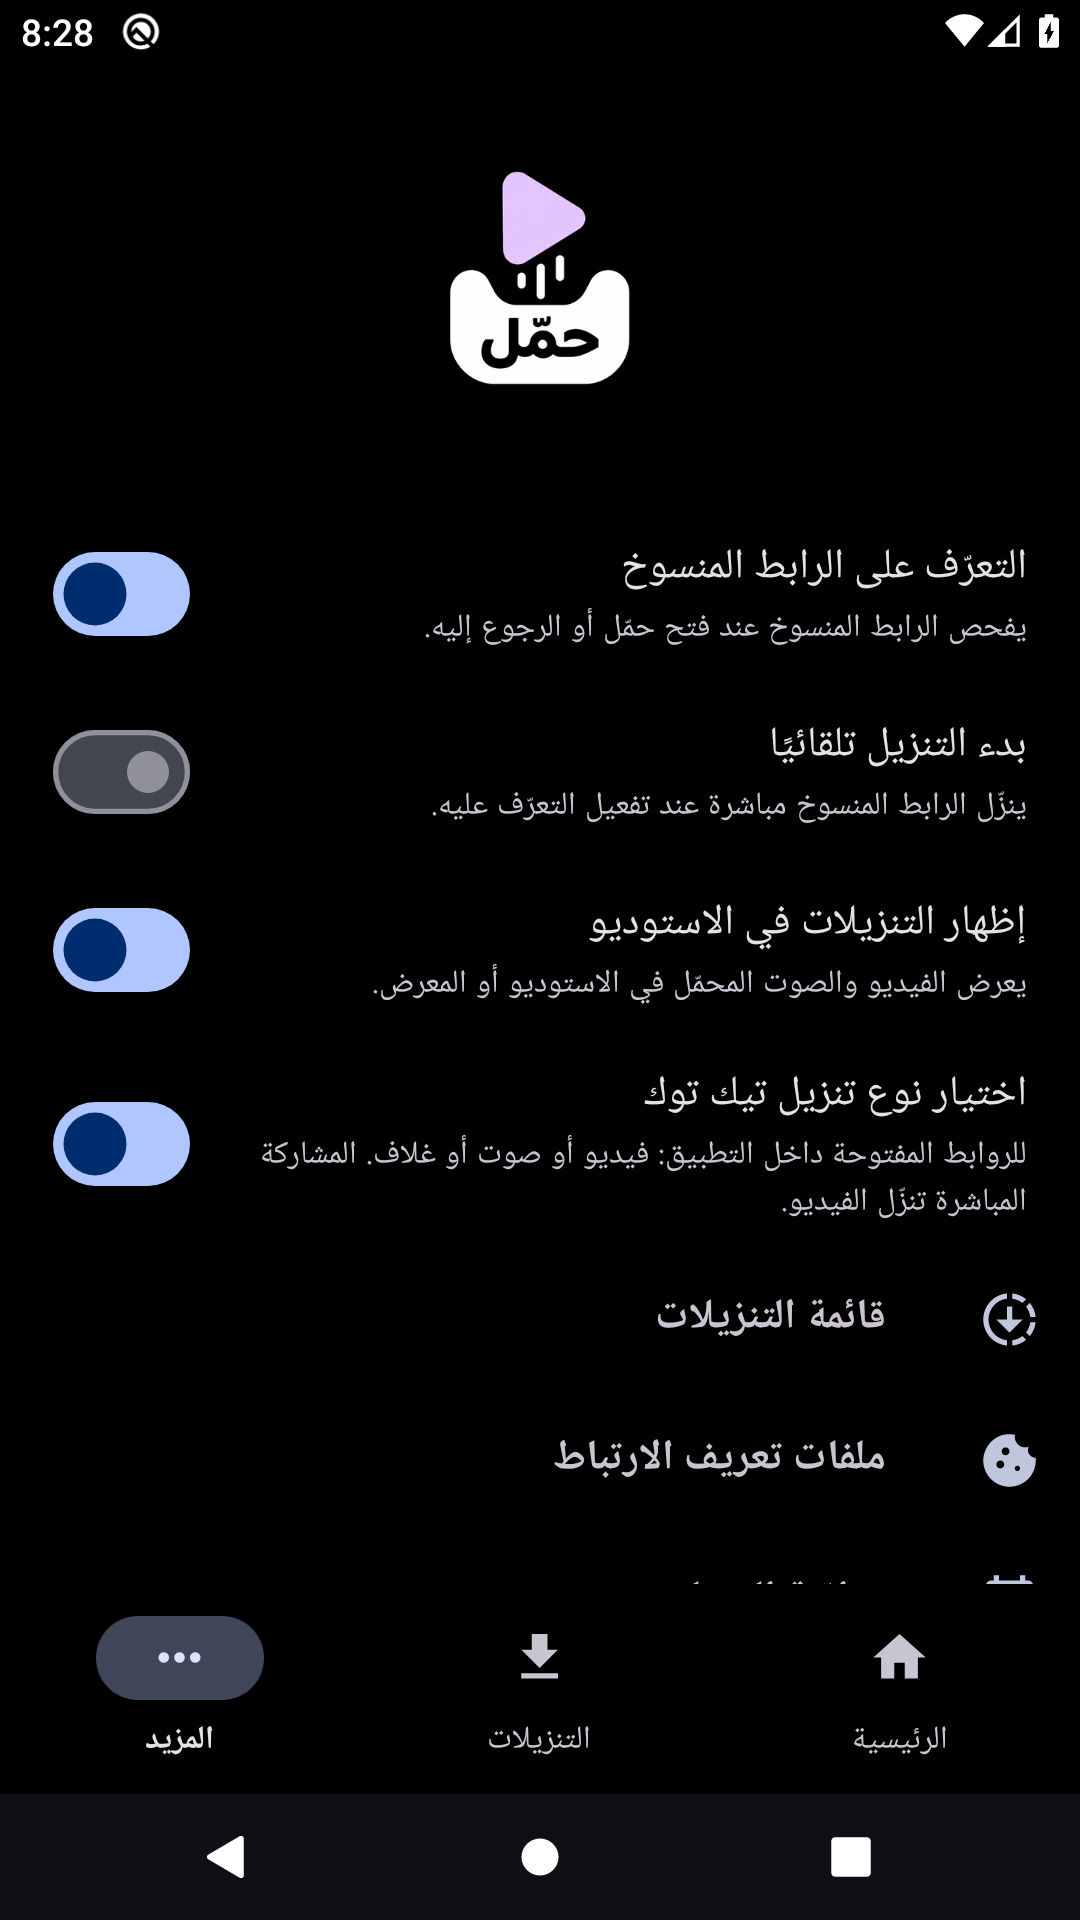 8:28
حمّل
التعرّف على الرابط المنسوخ
يفحص الرابط المنسوخ عند فتح حمّل أو الرجوع إليه.
بدء التنزيل تلقائيًا
ينزّل الرابط المنسوخ مباشرة عند تفعيل التعرّف عليه.
إظهار التنزيلات في الاستوديو
يعرض الفيديو والصوت المحمّل في الاستوديو أو المعرض.
اختيار نوع تنزيل تيك توك
للروابط المفتوحة داخل التطبيق: فيديو أو صوت أو غلاف. المشاركة
المباشرة تنزّل الفيديو.
قائمة التنزيلات
ملفات تعريف الارتباط
الرئيسية
التنزيلات
المزيد